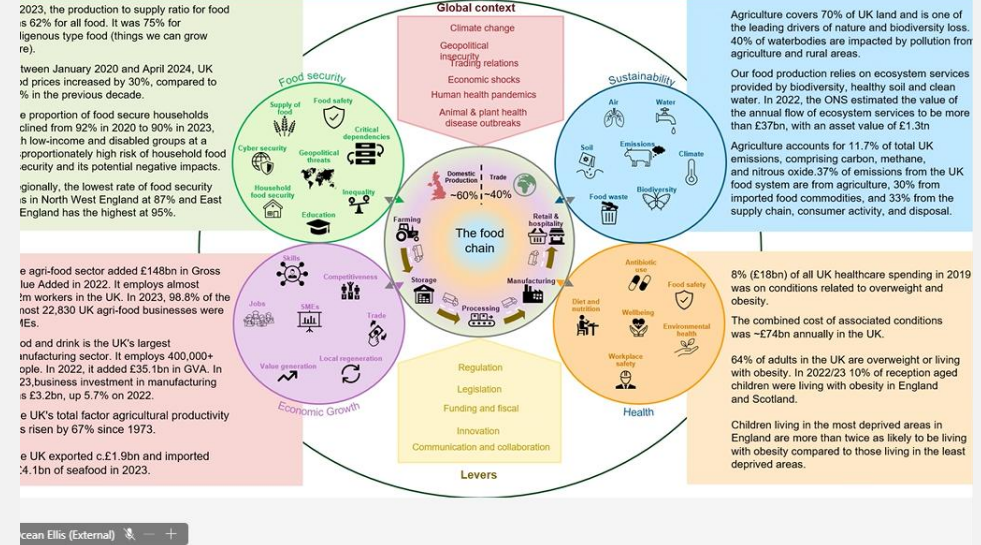 2023, the production to supply ratio for food
s 62% for all food. It was 75% for
digenous type food (things we can grow
re).
tween January 2020 and April 2024, UK
d prices increased by 30%, compared to
% in the previous decade.
e proportion of food secure households
clined from 92% in 2020 to 90% in 2023,
h low-income and disabled groups at a
sproportionately high risk of household food
ecurity and its potential negative impacts.
egionally, the lowest rate of food security
s in North West England at 87% and East
England has the highest at 95%.
Global context
Climate change
Geopolitical
insecurity
Trading relations
Economic shocks
Human health pandemics
Animal & plant health
disease outbreaks
Agriculture covers 70% of UK land and is one of
the leading drivers of nature and biodiversity loss.
40% of waterbodies are impacted by pollution from
agriculture and rural areas.
Our food production relies on ecosystem services
provided by biodiversity, healthy soil and clean
water. In 2022, the ONS estimated the value of
the annual flow of ecosystem services to be more
than £37bn, with an asset value of £1.3tn
Agriculture accounts for 11.7% of total UK
emissions, comprising carbon, methane,
and nitrous oxide.37% of emissions from the UK
food system are from agriculture, 30% from
imported food commodities, and 33% from the
supply chain, consumer activity, and disposal.
Food security
Supply of
food
Food safety
Critical
dependencies
Cyber security
Geopolitical
threats
Household
food security
Inequality
Education
Sustainability
Air
Water
Soil
Emissions
Climate
Food waste
Biodiversity
Domestic
Production
Trade
~60%
~40%
Farming
Retail &
hospitality
The food
chain
Storage
Manufacturing
Processing
e agri-food sector added £148bn in Gross
lue Added in 2022. It employs almost
2m workers in the UK. In 2023, 98.8% of the
most 22,830 UK agri-food businesses were
MEs.
od and drink is the UK's largest
anufacturing sector. It employs 400,000+
ople. In 2022, it added £35.1bn in GVA. In
23,business investment in manufacturing
s £3.2bn, up 5.7% on 2022.
e UK's total factor agricultural productivity
s risen by 67% since 1973.
e UK exported c.£1.9bn and imported
£4.1bn of seafood in 2023.
Skills
Competitiveness
Jobs
SMEs
Trade
Value generation
Local regeneration
Economic Growth
Regulation
Legislation
Funding and fiscal
Innovation
Communication and collaboration
Levers
Antibiotic
use
Food safety
Diet and
nutrition
Wellbeing
Environmental
health
Workplace
safety
Health
8% (£18bn) of all UK healthcare spending in 2019
was on conditions related to overweight and
obesity.
The combined cost of associated conditions
was ~£74bn annually in the UK.
64% of adults in the UK are overweight or living
with obesity. In 2022/23 10% of reception aged
children were living with obesity in England
and Scotland.
Children living in the most deprived areas in
England are more than twice as likely to be living
with obesity compared to those living in the least
deprived areas.
cean Ellis (External)